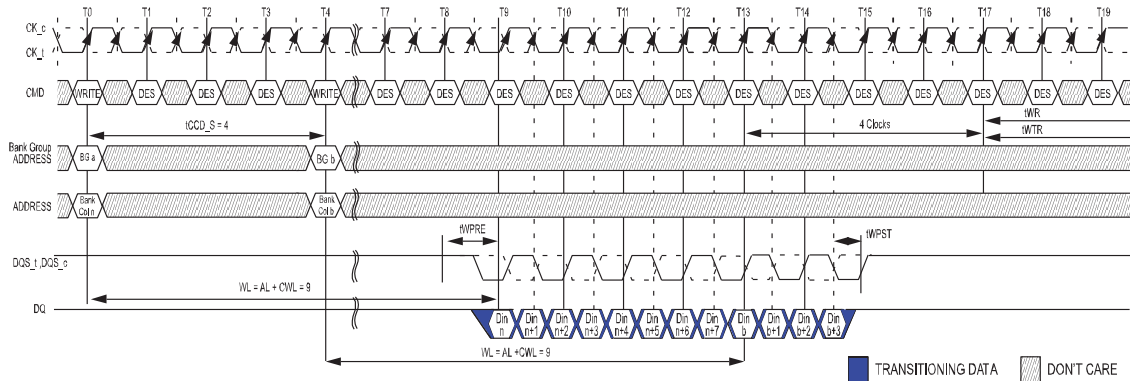 T0 T1 T2 T3 T4 T7 T8 T9 T10 T11 T12 T13 T14 T15 T16 T17 T18 T19
CK_c
CK_t
CMD WRITE DES DES DES WRITE DES DES DES DES DES DES DES DES DES DES DES DES DES
tWR
tCCD_S = 4 4 Clocks
tWTR
Bank Group
ADDRESS BG a BG b
ADDRESS Bank Col n Bank Col b
tWPRE tWPST
DQS_t ,DQS_c
WL = AL + CWL = 9
DQ Din n Din n+1 Din n+2 Din n+3 Din n+4 Din n+5 Din n+6 Din n+7 Din b Din b+1 Din b+2 Din b+3
WL = AL +CWL = 9
TRANSITIONING DATA DON'T CARE